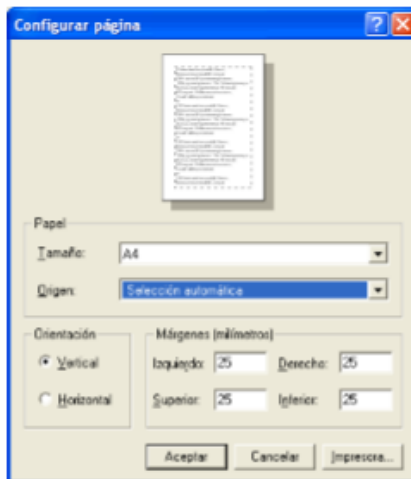 Configurar página
Papel
Tamaño: A4
Origen: Selección automática
Orientación
Vertical
Horizontal
Márgenes (milímetros)
Izquierdo: 25 Derecho: 25
Superior: 25 Inferior: 25
Aceptar Cancelar Impresora...